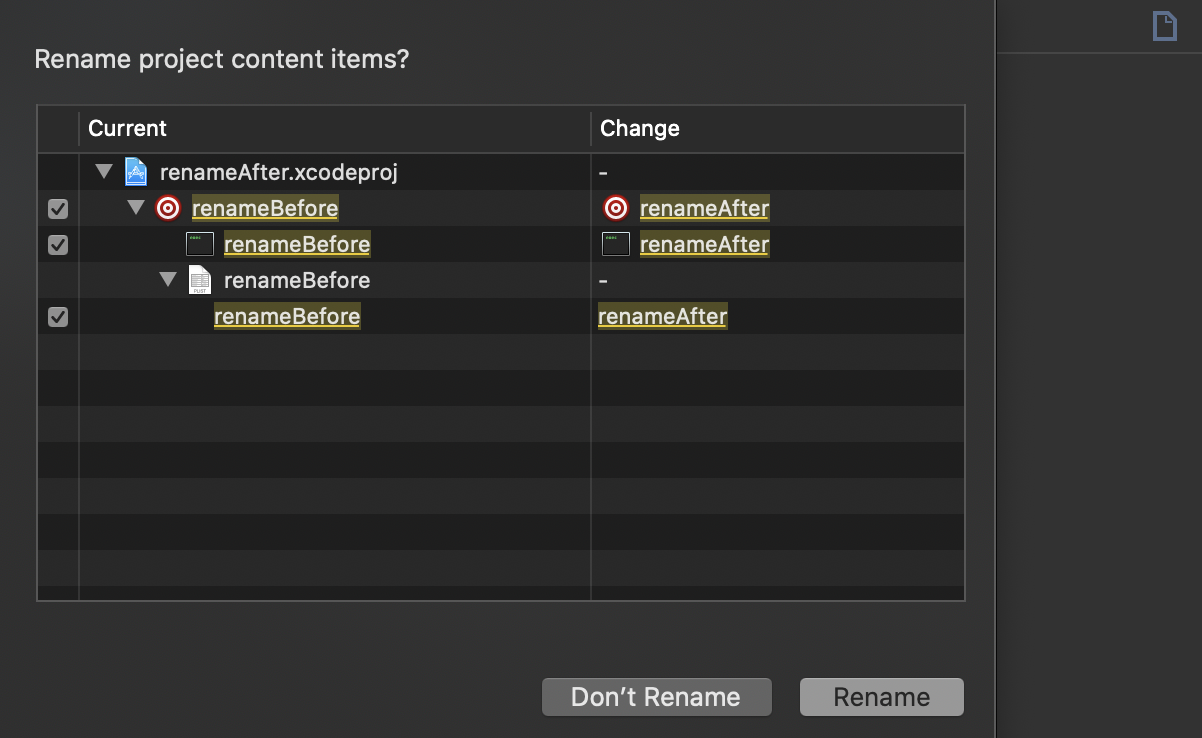 Rename project content items?
Current Change
renameAfter.xcodeproj -
renameBefore renameAfter
renameBefore renameAfter
renameBefore -
renameBefore renameAfter
Don't Rename Rename